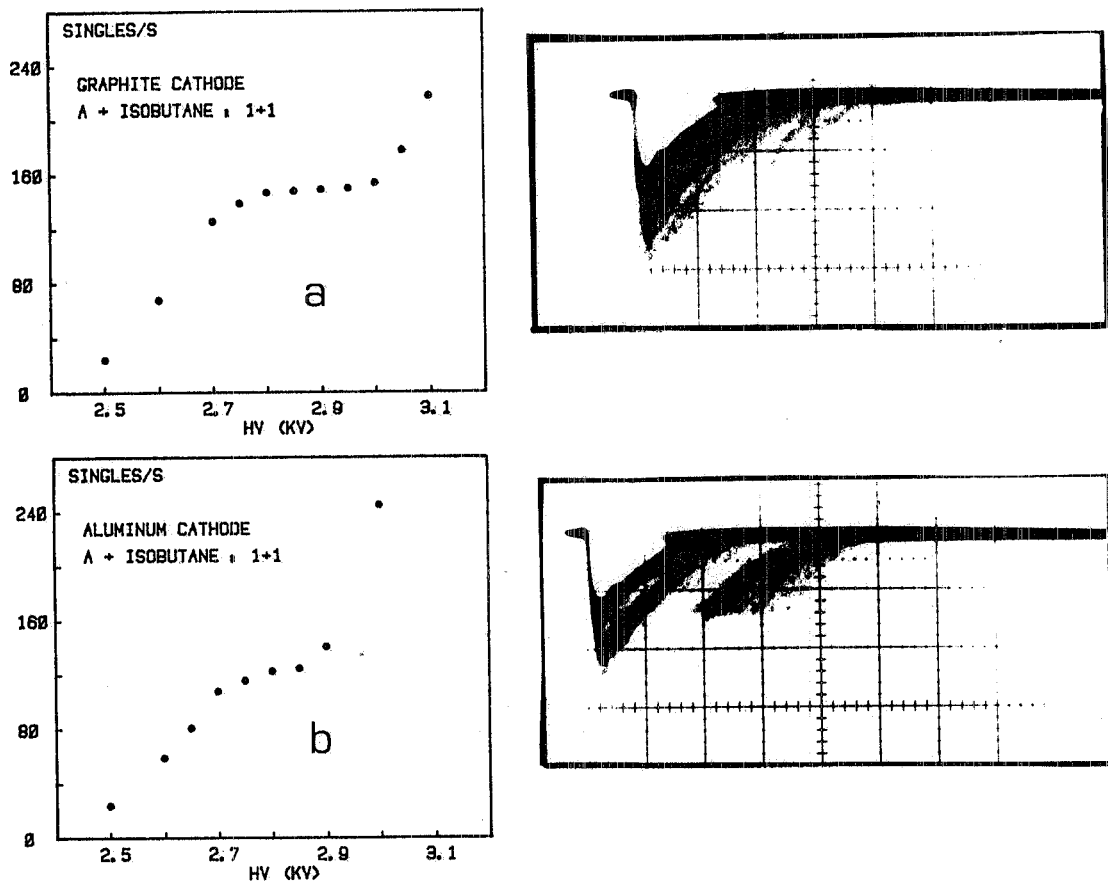 SINGLES/S
240
GRAPHITE CATHODE
A + ISOBUTANE : 1+1
160
a
80
0
2.5 2.7 2.9 3.1
HV (KV)
SINGLES/S
240
ALUMINUM CATHODE
A + ISOBUTANE : 1+1
160
80
b
0
2.5 2.7 2.9 3.1
HV (KV)